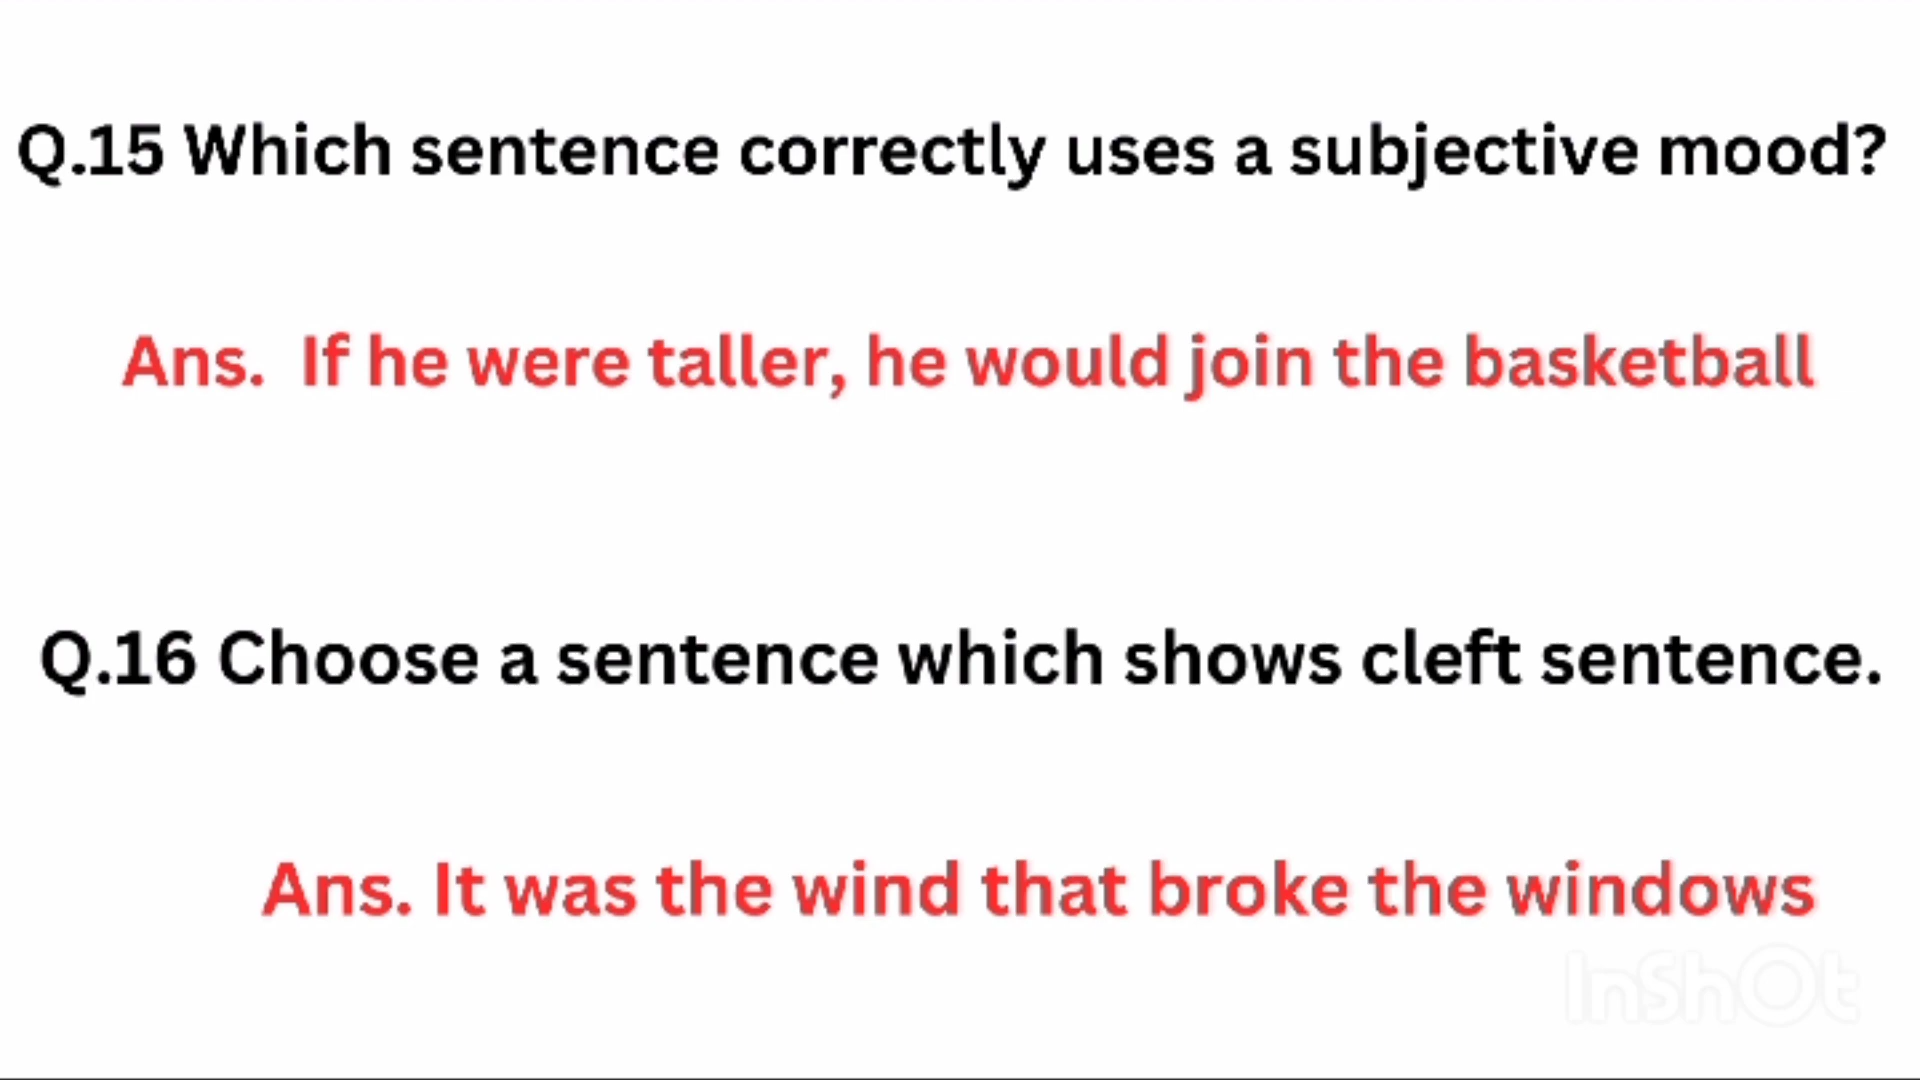 Q.15 Which sentence correctly uses a subjective mood?
Ans. If he were taller, he would join the basketball
Q.16 Choose a sentence which shows cleft sentence.
Ans. It was the wind that broke the windows
InShOt